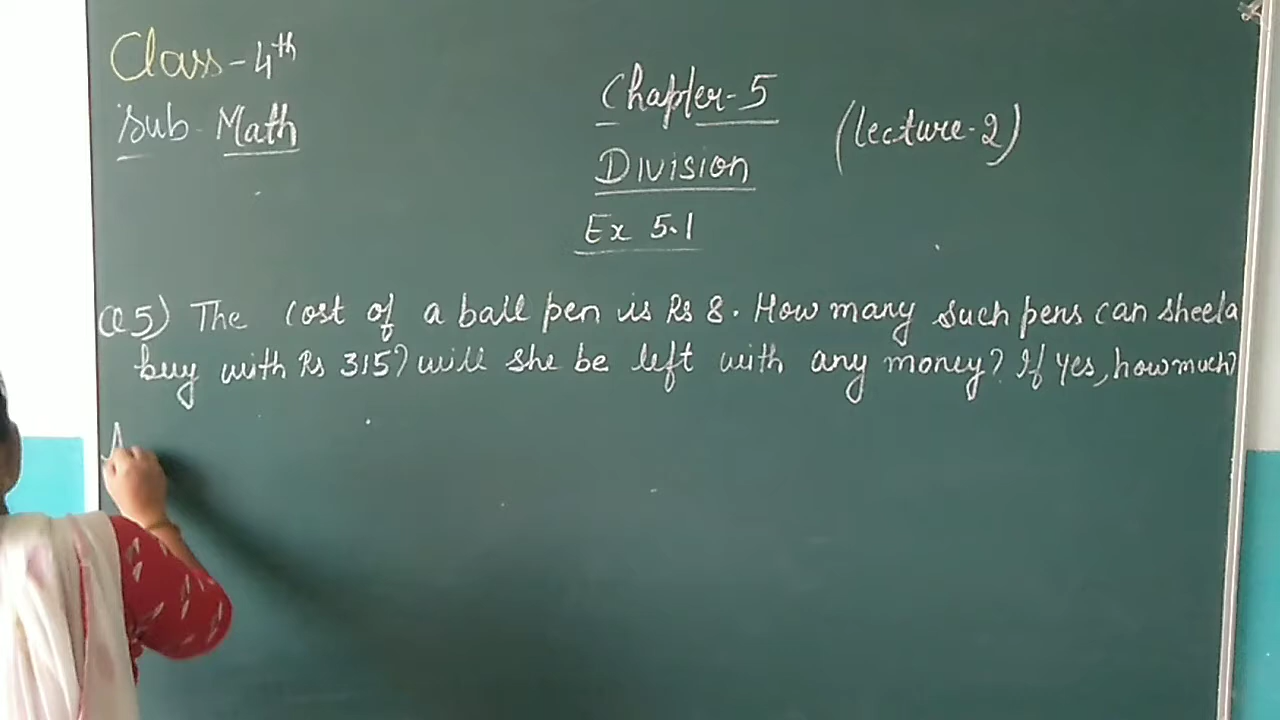 Class-4th
Sub- Math
Chapter-5
(lecture-2)
Division
Ex 5.1
Q5) The cost of a ball pen is Rs 8. How many such pens can sheela
buy with Rs 315? will she be left with any money? If Yes, how much?
A